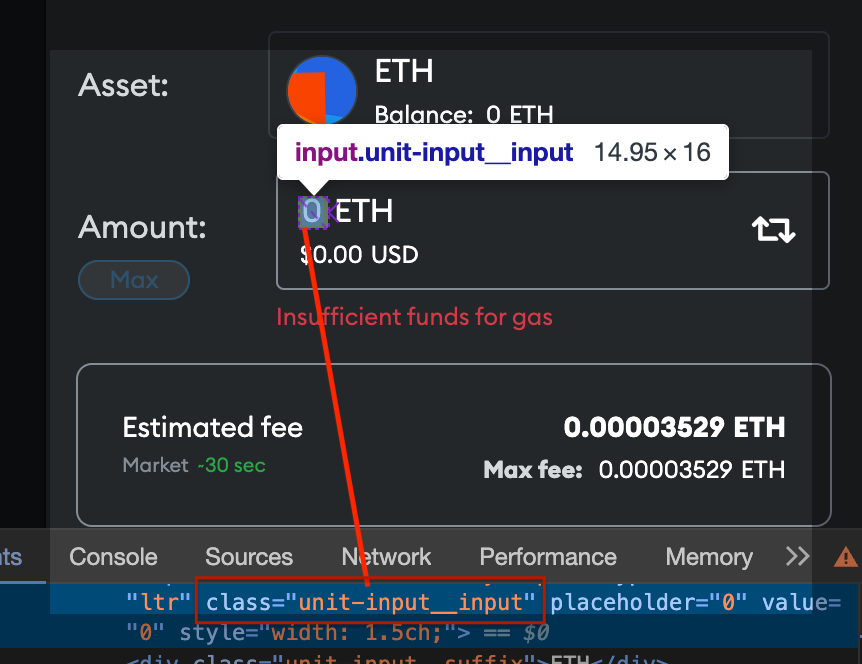 Asset:
ETH
Balance: 0 ETH
input.unit-input__input 14.95 × 16
Amount:
0 ETH
$0.00 USD
Max
Insufficient funds for gas
Estimated fee
0.00003529 ETH
Market ~30 sec
Max fee: 0.00003529 ETH
nts Console Sources Network Performance Memory
"ltr" class="unit-input__input" placeholder="0" value=
"0" style="width: 1.5ch;"> == $0
<div class="unit-input__suffix">ETH</div>